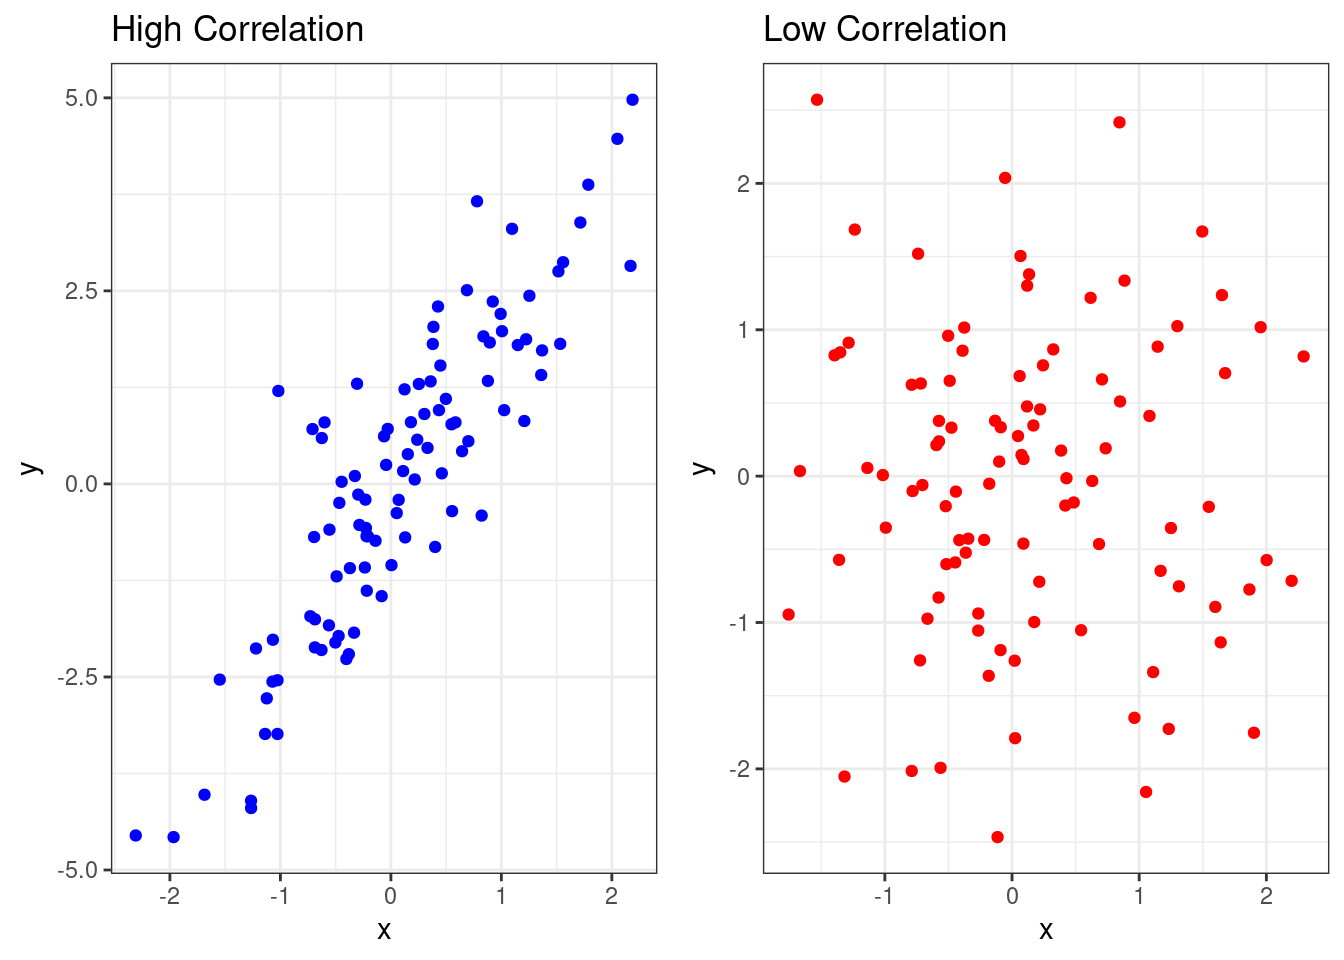 High Correlation
5.0
2.5
0.0
-2.5
-5.0
y
-2 -1 0 1 2
x
Low Correlation
2
1
0
-1
-2
y
-1 0 1 2
x